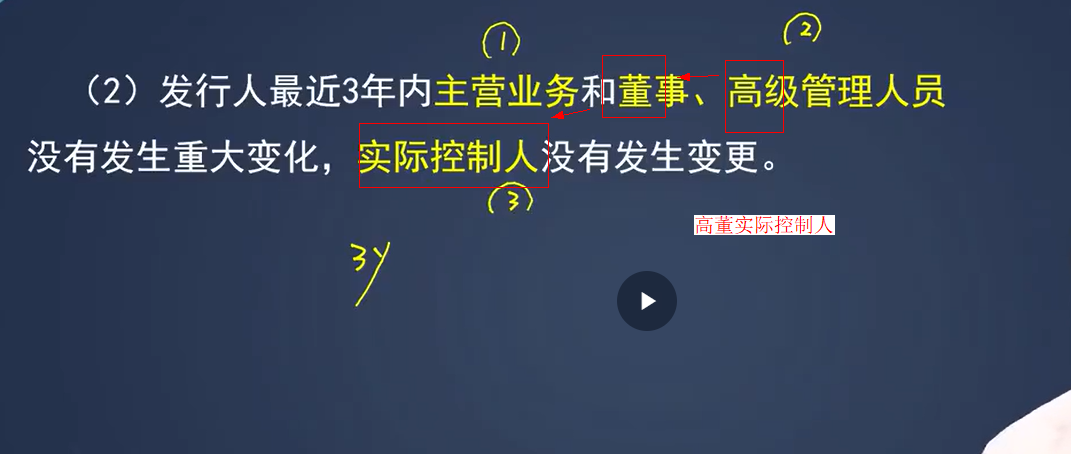 ①
②
（2）发行人最近3年内主营业务和董事、高级管理人员
没有发生重大变化，实际控制人没有发生变更。
③
高董实际控制人
3y